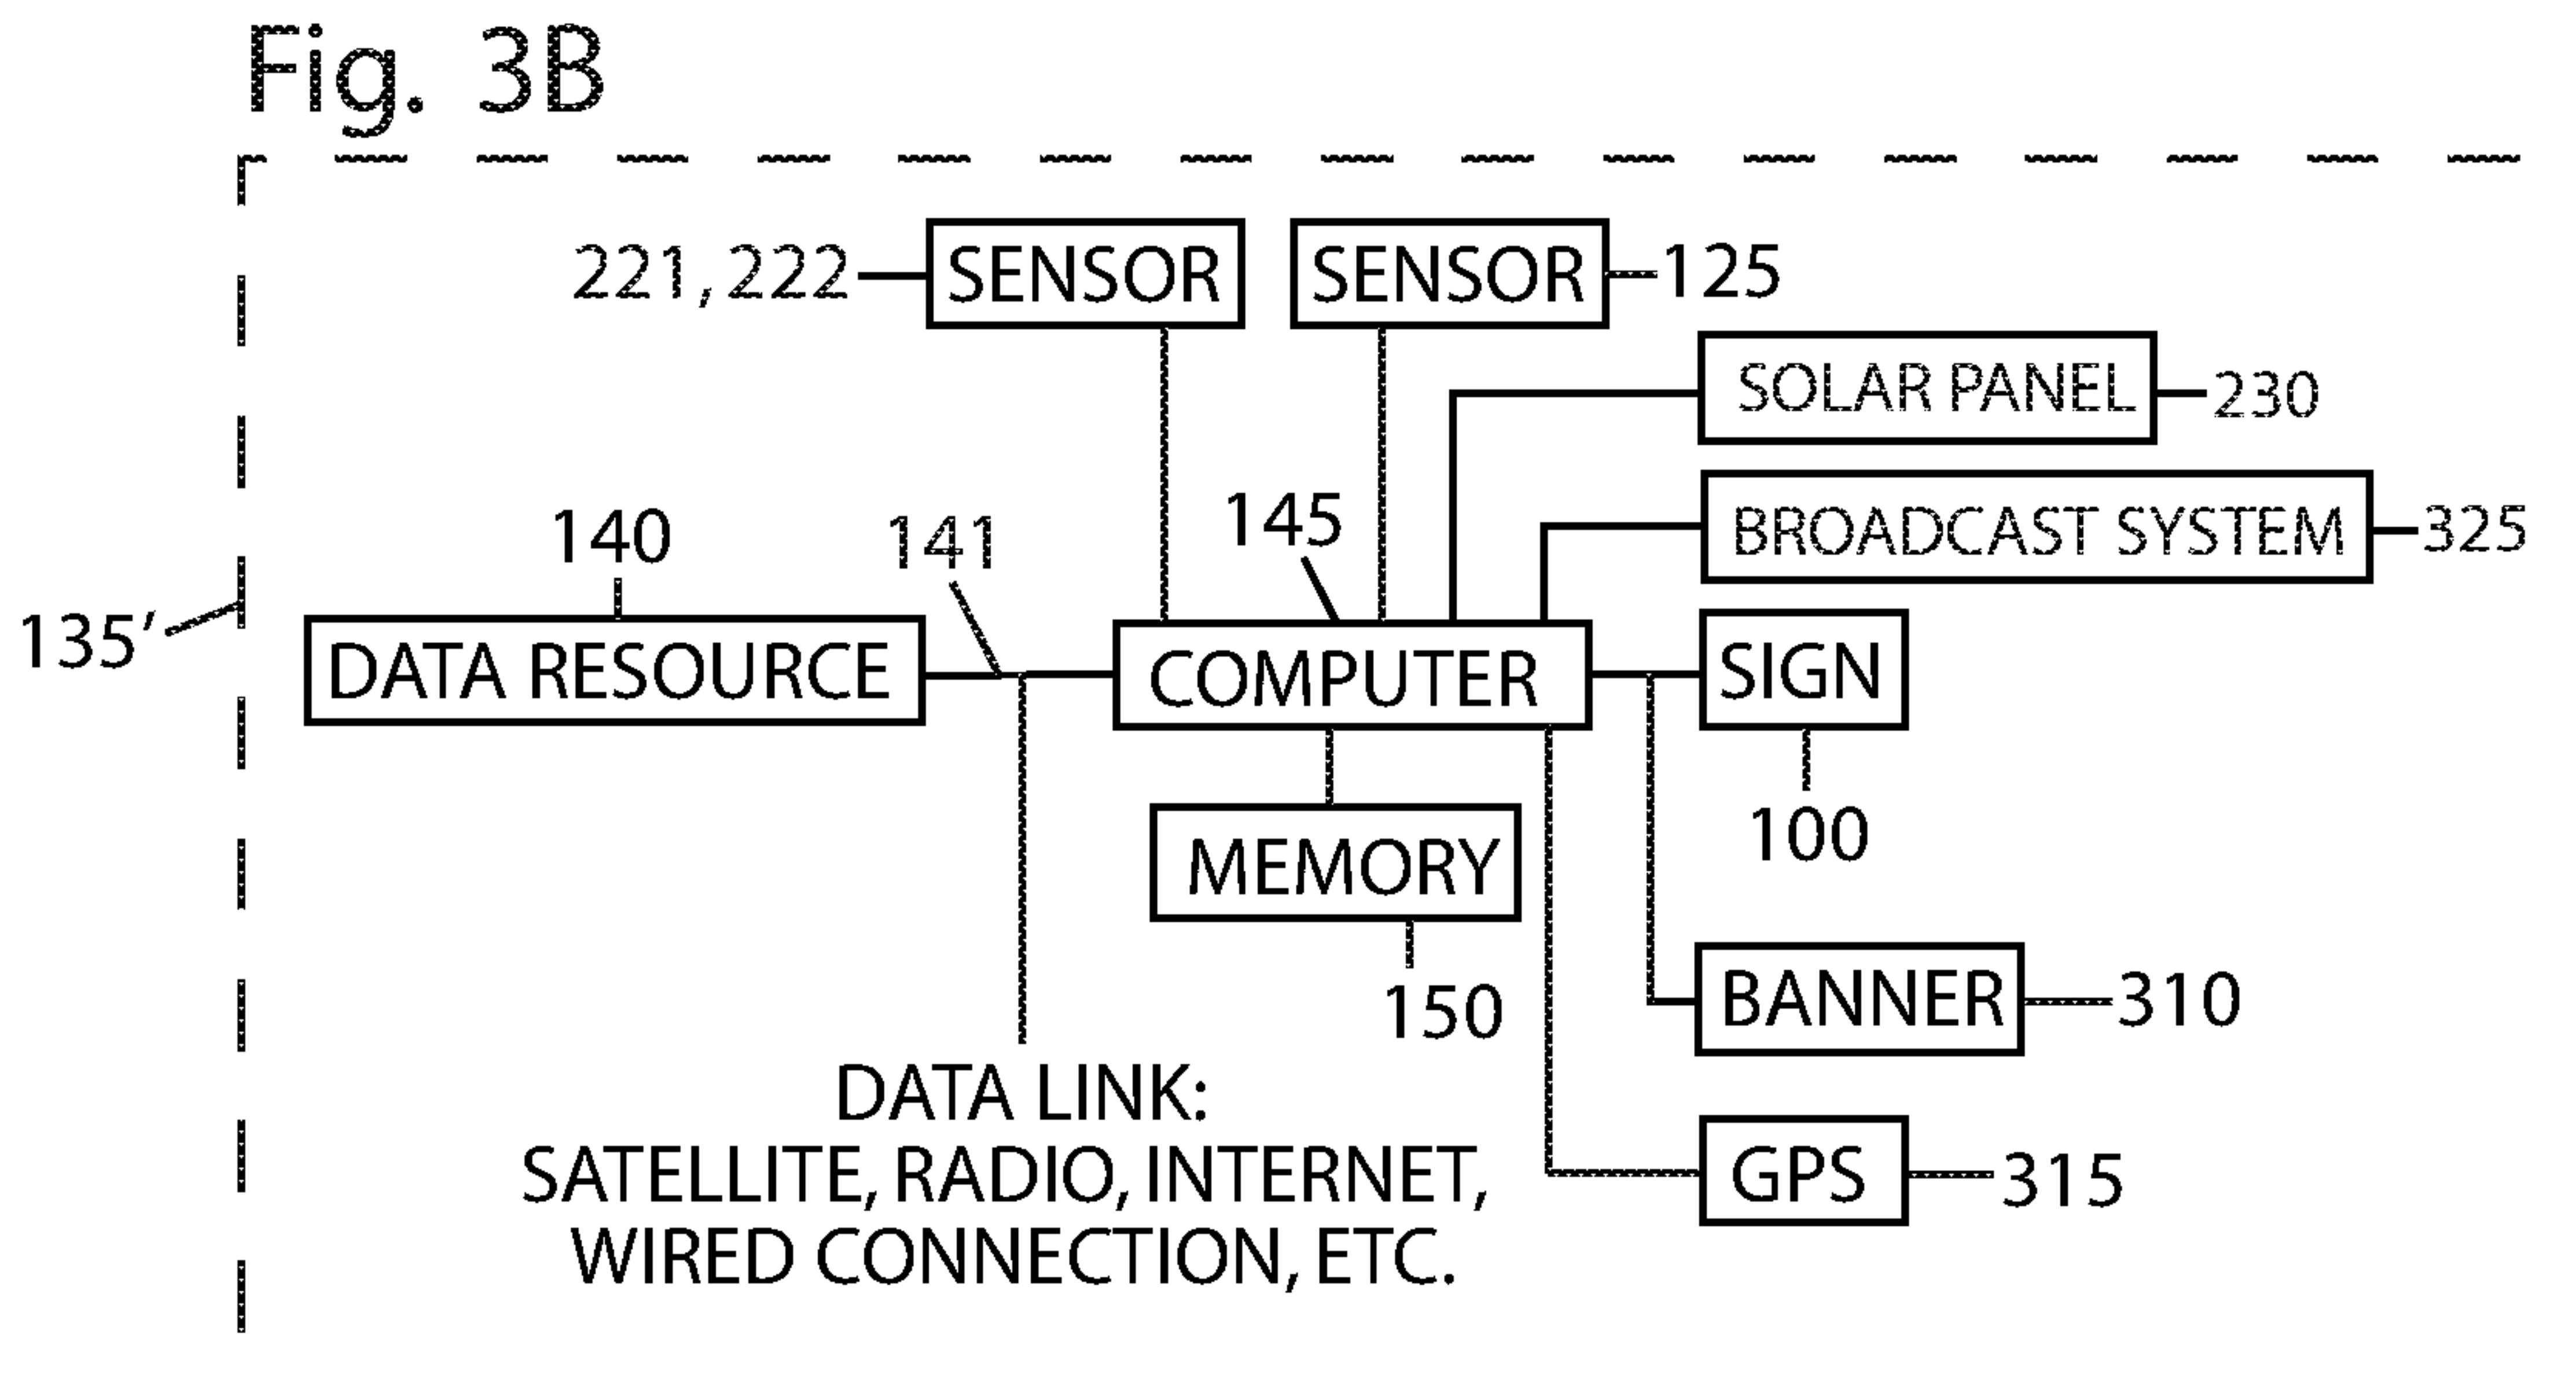 Fig. 3B
221, 222 SENSOR SENSOR 125
SOLAR PANEL 230
BROADCAST SYSTEM 325
140 141 145
135′ DATA RESOURCE COMPUTER SIGN
100
MEMORY
150
BANNER 310
DATA LINK:
SATELLITE, RADIO, INTERNET,
WIRED CONNECTION, ETC.
GPS 315